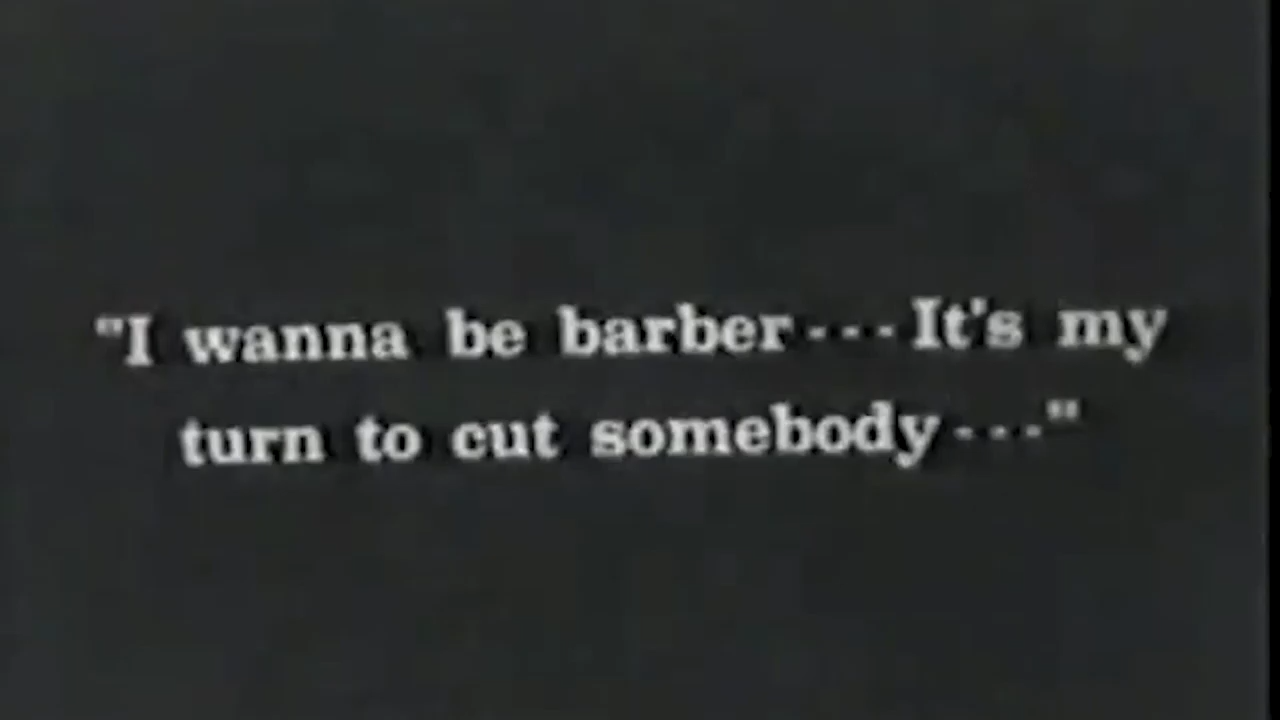 "I wanna be barber---It's my
turn to cut somebody---"